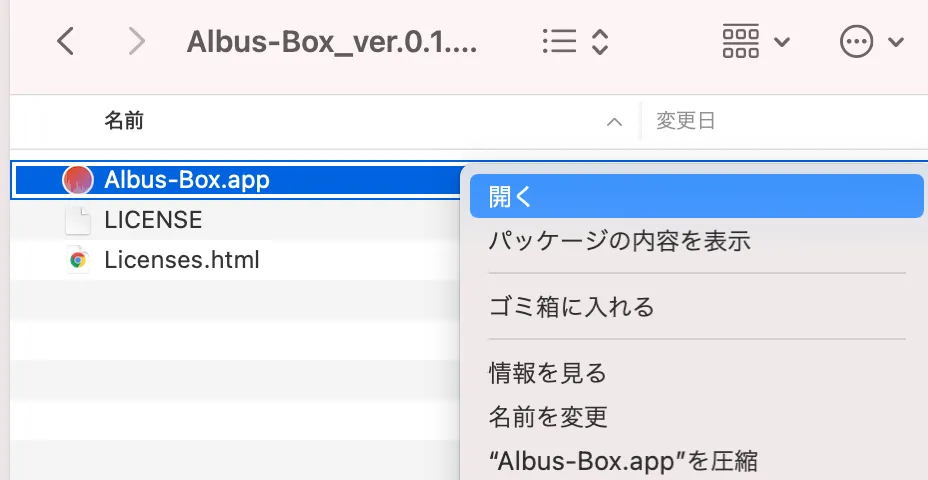 Albus-Box_ver.0.1....
名前
変更日
Albus-Box.app
LICENSE
Licenses.html
開く
パッケージの内容を表示
ゴミ箱に入れる
情報を見る
名前を変更
“Albus-Box.app”を圧縮